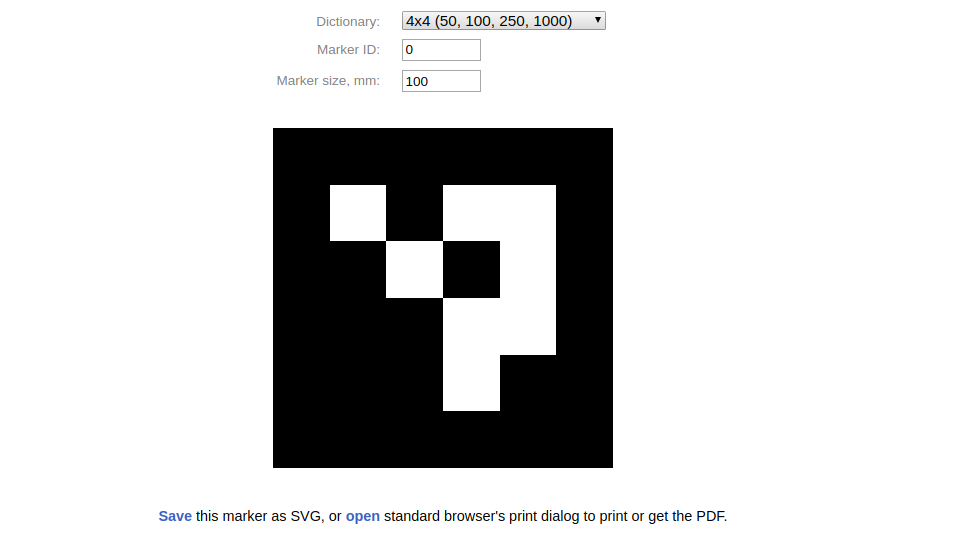 Dictionary: 4x4 (50, 100, 250, 1000)
Marker ID: 0
Marker size, mm: 100
Save this marker as SVG, or open standard browser's print dialog to print or get the PDF.